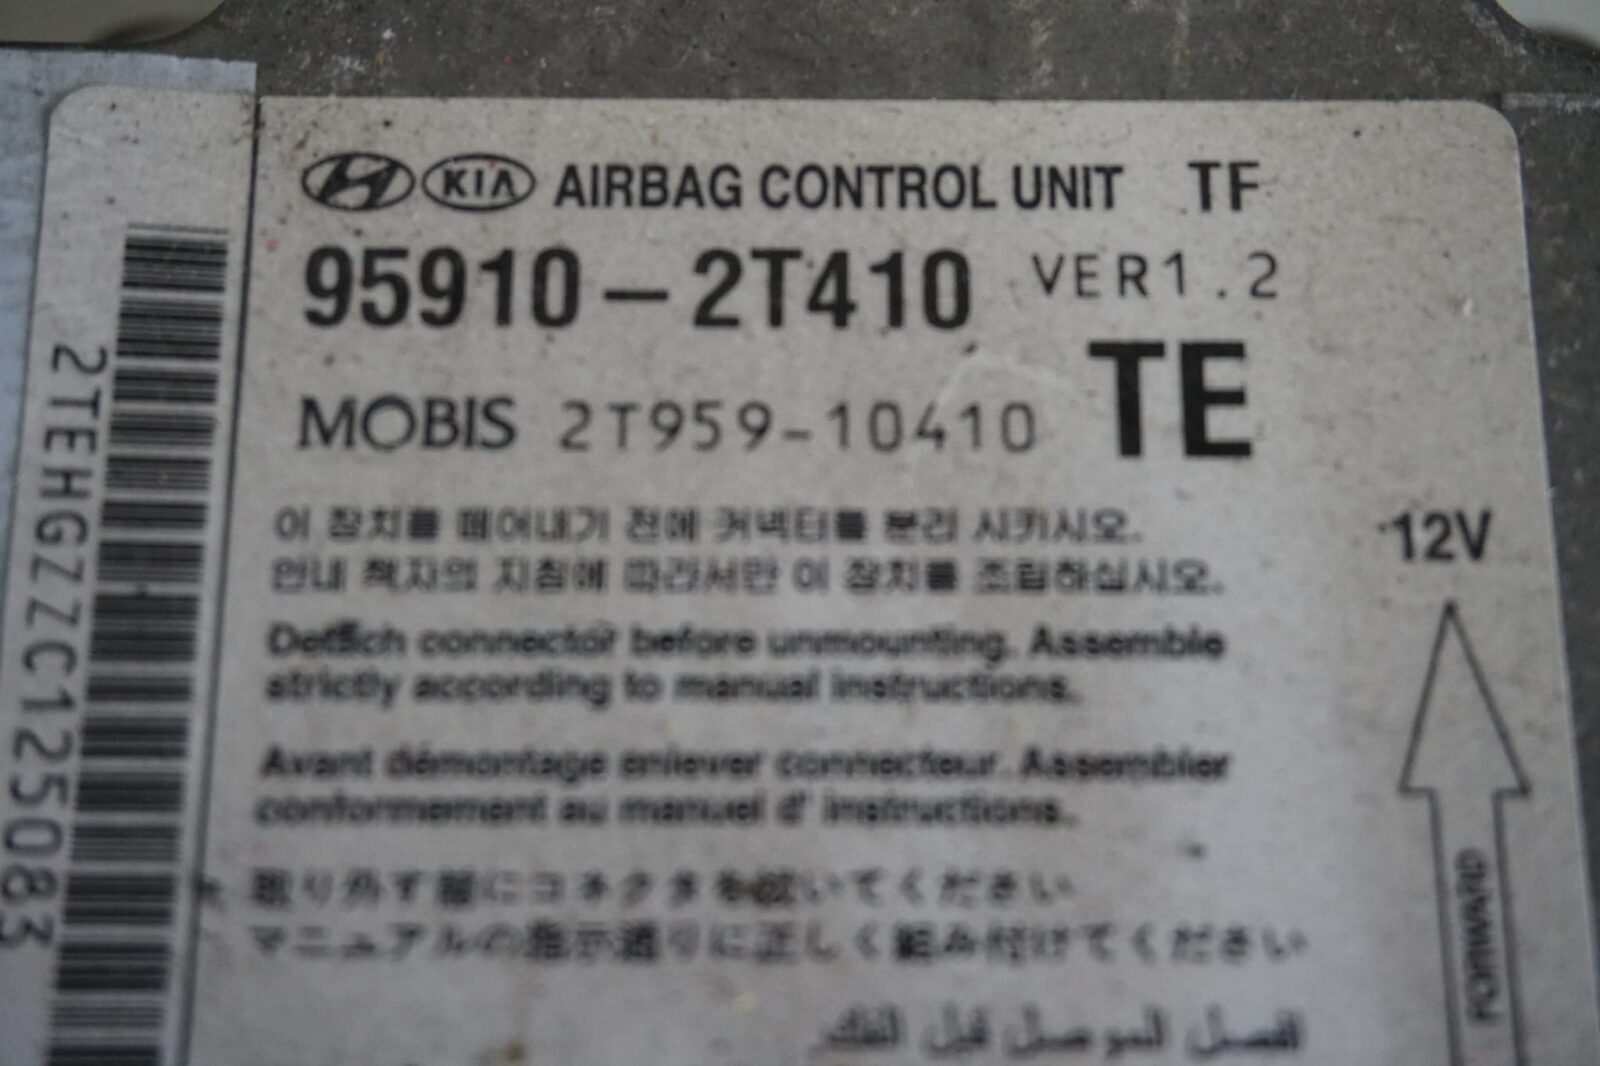 KIA AIRBAG CONTROL UNIT TF
95910-2T410 VER1.2
TE
MOBIS 2T959-10410
이 장치를 떼어내기 전에 커넥터를 분리 시키시오.
안내 책자의 지침에 따라서만 이 장치를 조립하십시오.
12V
Detach connector before unmounting. Assemble
strictly according to manual instructions.
Avant démontage enlever connecteur. Assembler
conformement au manuel d' instructions.
取り外す前にコネクタを抜いてください
マニュアルの指示通りに正しく組み付けてください
افصل الموصل قبل الفك
FORWARD
2TEHGZZC125083